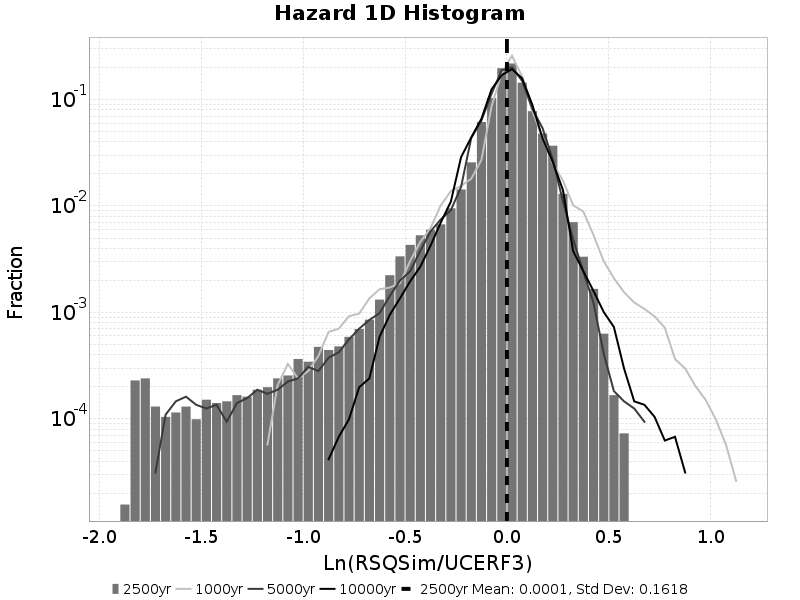 Hazard 1D Histogram
Fraction
10-1
10-2
10-3
10-4
-2.0 -1.5 -1.0 -0.5 0.0 0.5 1.0
Ln(RSQSim/UCERF3)
2500yr 1000yr 5000yr 10000yr 2500yr Mean: 0.0001, Std Dev: 0.1618